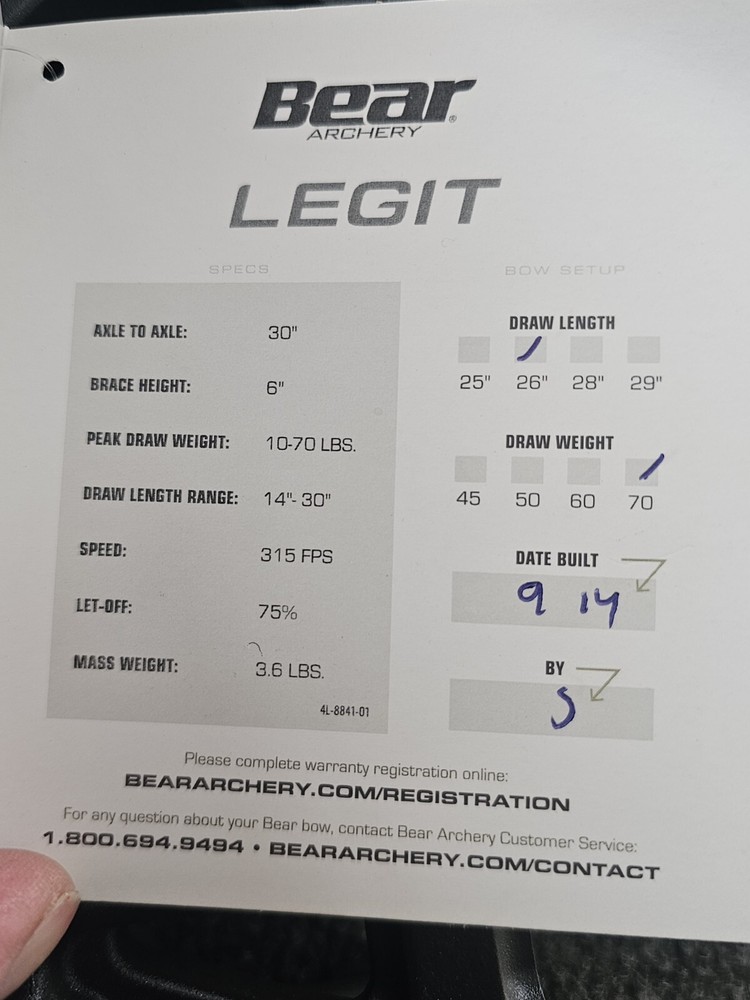 Bear®
ARCHERY
LEGIT
SPECS
AXLE TO AXLE: 30"
BRACE HEIGHT: 6"
PEAK DRAW WEIGHT: 10-70 LBS.
DRAW LENGTH RANGE: 14"- 30"
SPEED: 315 FPS
LET-OFF: 75%
MASS WEIGHT: 3.6 LBS.
4L-8841-01
BOW SETUP
DRAW LENGTH
25" 26" 28" 29"
DRAW WEIGHT
45 50 60 70
DATE BUILT
9 14
BY
S
Please complete warranty registration online:
BEARARCHERY.COM/REGISTRATION
For any question about your Bear bow, contact Bear Archery Customer Service:
1.800.694.9494 • BEARARCHERY.COM/CONTACT